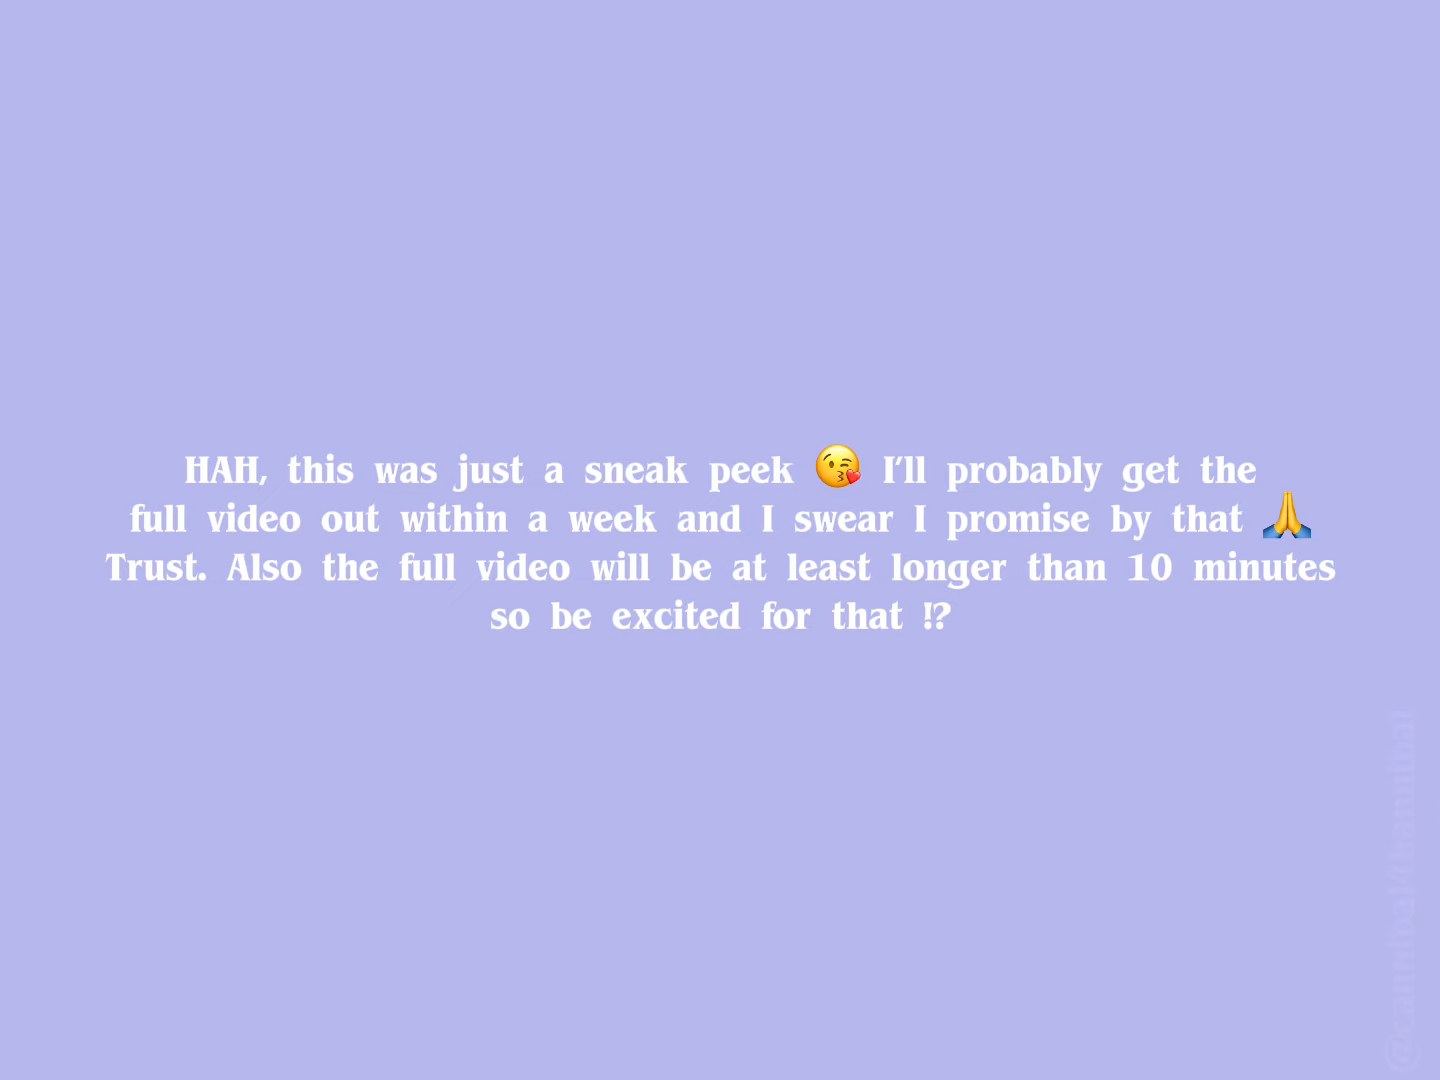 HAH, this was just a sneak peek 😘 I'll probably get the
full video out within a week and I swear I promise by that 🙏
Trust. Also the full video will be at least longer than 10 minutes
so be excited for that !?
@cannibal4hannibal